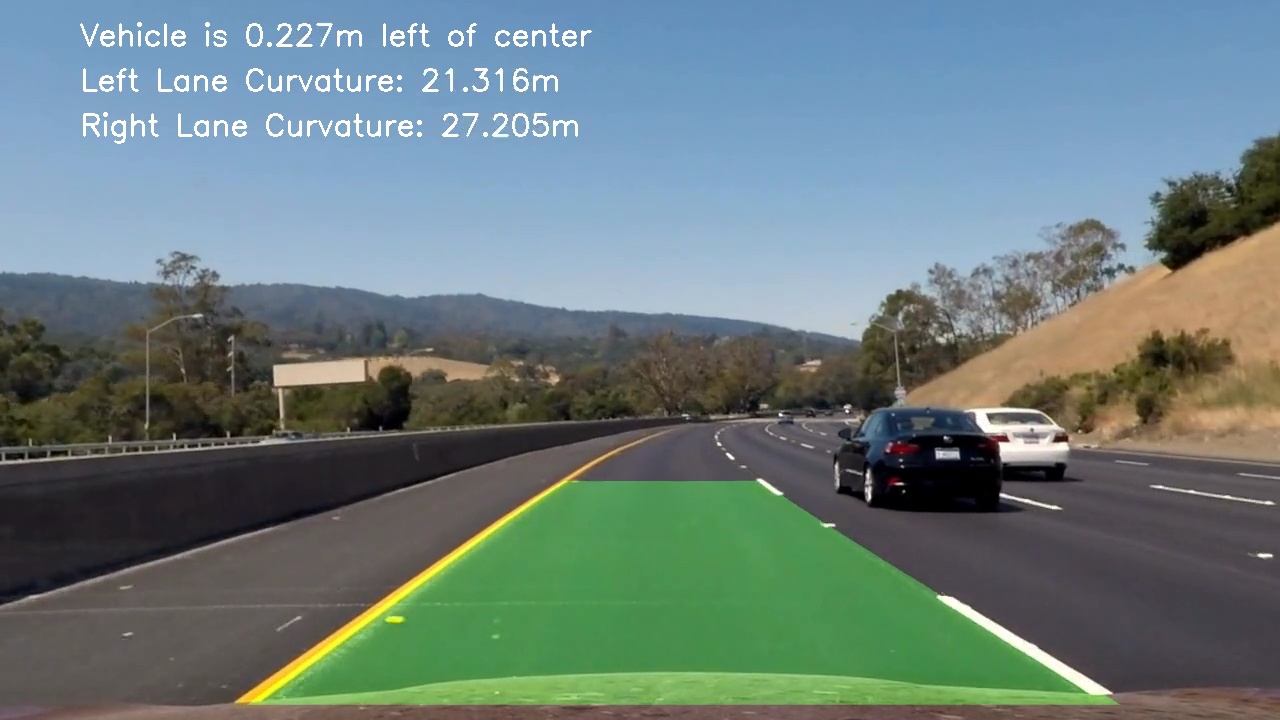 Vehicle is 0.227m left of center
Left Lane Curvature: 21.316m
Right Lane Curvature: 27.205m